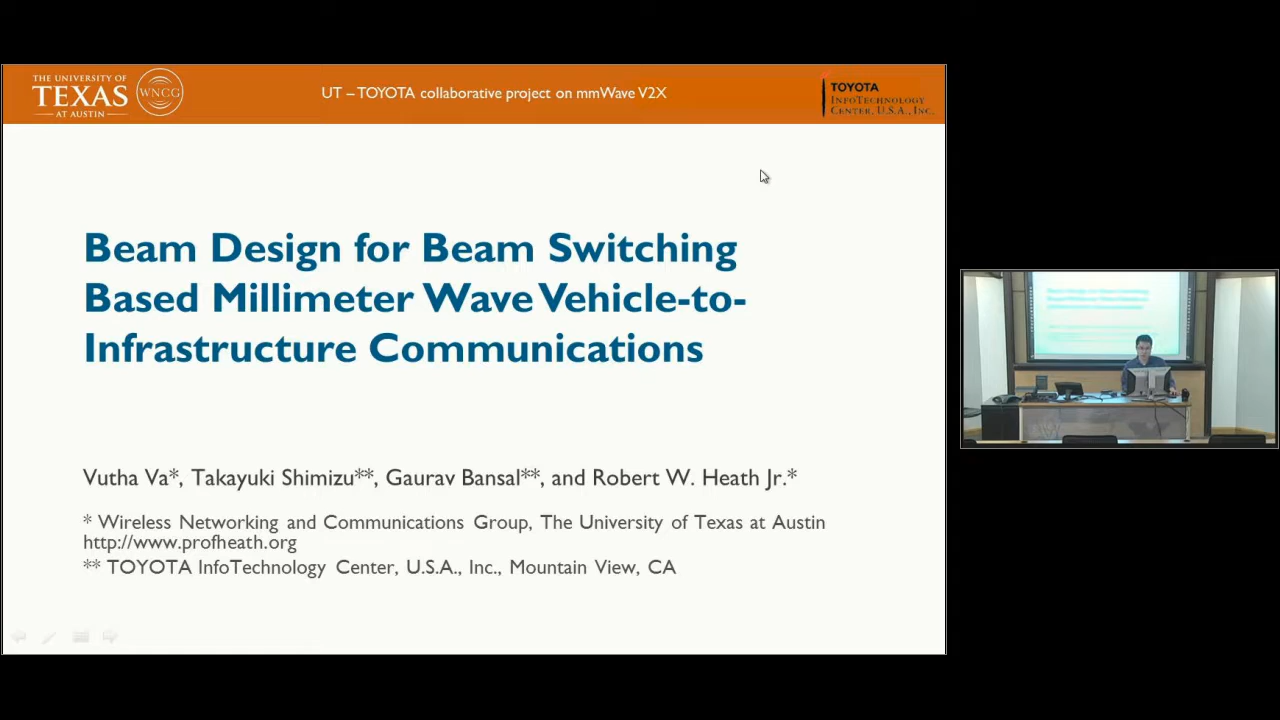 THE UNIVERSITY OF
TEXAS
AT AUSTIN
WNCG
UT – TOYOTA collaborative project on mmWave V2X
TOYOTA
INFOTECHNOLOGY
CENTER, U.S.A., INC.
Beam Design for Beam Switching
Based Millimeter Wave Vehicle-to-
Infrastructure Communications
Vutha Va*, Takayuki Shimizu**, Gaurav Bansal**, and Robert W. Heath Jr.*
* Wireless Networking and Communications Group, The University of Texas at Austin
http://www.profheath.org
** TOYOTA InfoTechnology Center, U.S.A., Inc., Mountain View, CA